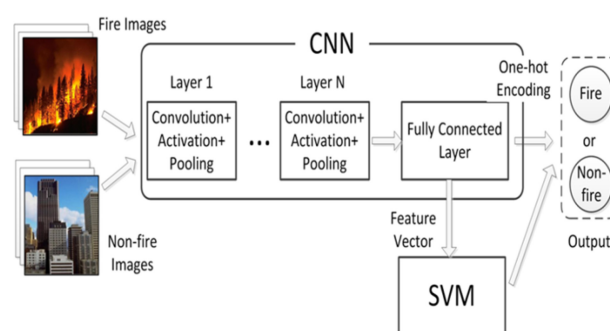 Fire Images
CNN
Layer 1
Layer N
One-hot
Encoding
Convolution+
Activation+
Pooling
...
Convolution+
Activation+
Pooling
Fully Connected
Layer
Fire
or
Non-
fire
Output
Non-fire
Images
Feature
Vector
SVM